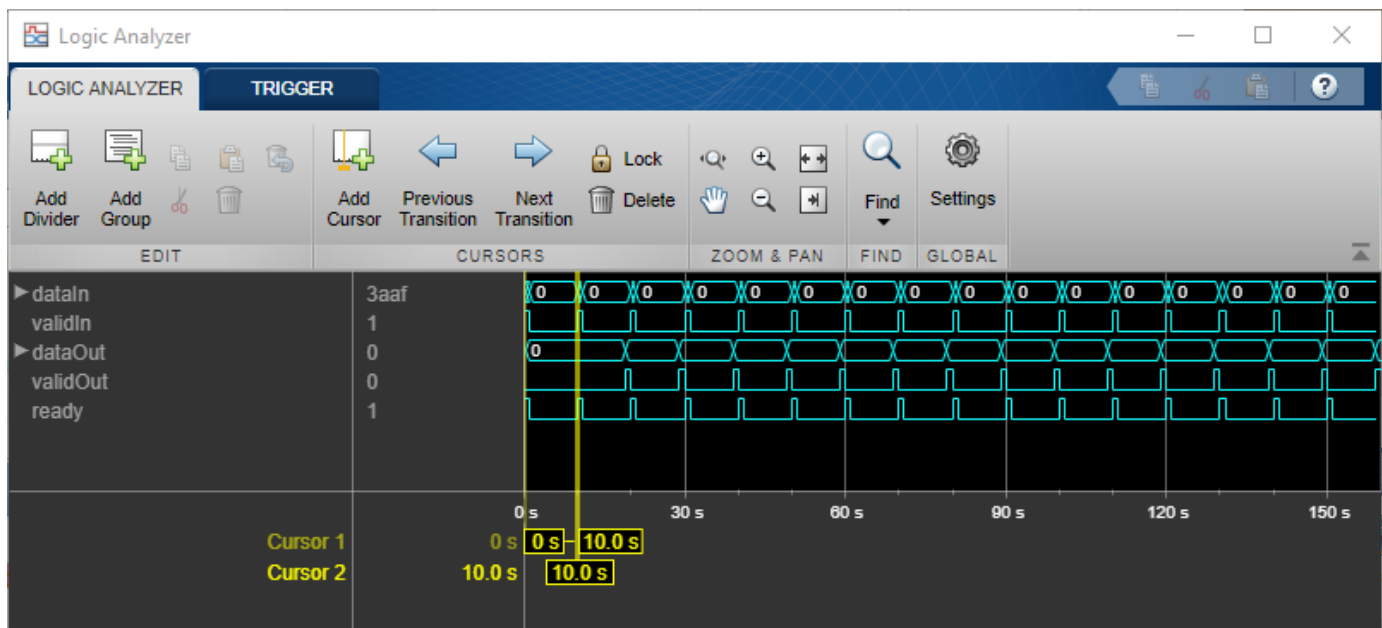 Logic Analyzer
LOGIC ANALYZER TRIGGER
?
Add Divider
Add Group
Add Cursor
Previous Transition
Next Transition
Lock
Delete
Find
Settings
EDIT CURSORS ZOOM & PAN FIND GLOBAL
dataIn 3aaf 0 0 0 0 0 0 0 0 0 0 0 0 0 0 0 0
validIn 1
dataOut 0 0
validOut 0
ready 1
0 s 30 s 60 s 90 s 120 s 150 s
Cursor 1 0 s 0 s 10.0 s
Cursor 2 10.0 s 10.0 s